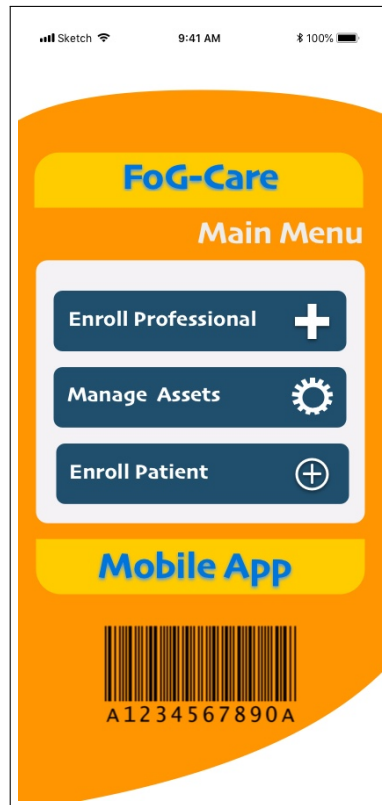 Sketch 9:41 AM 100%
FoG-Care
Main Menu
Enroll Professional
Manage Assets
Enroll Patient
Mobile App
A1234567890A